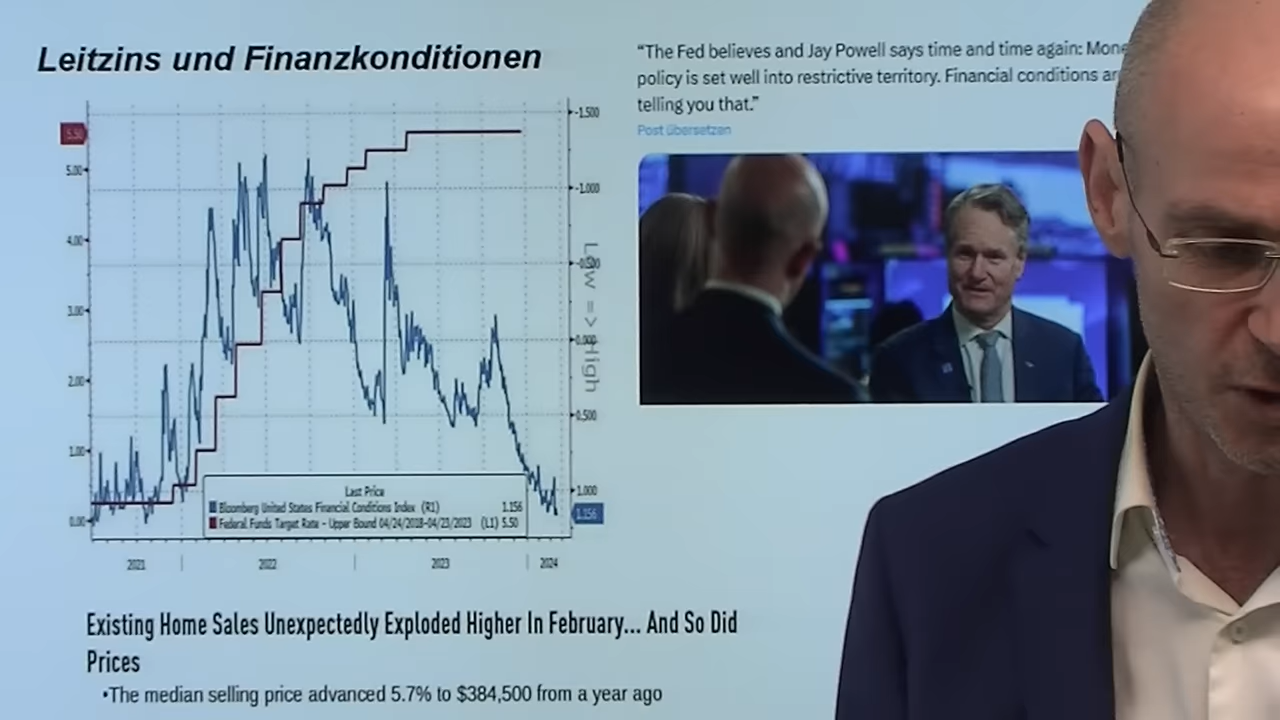 Leitzins und Finanzkonditionen
“The Fed believes and Jay Powell says time and time again:
policy is set well into restrictive territory. Financial conditions
telling you that.”
Post übersetzen
5.50
5.00
4.00
3.00
2.00
1.00
0.00
-1.500
-1.000
-0.500
0.000
0.500
1.000
1.156
Low => High
Last Price
Bloomberg United States Financial Conditions Index (R1) 1.156
Federal Funds Target Rate - Upper Bound 04/24/2018-04/23/2023 (L1) 5.50
2021 2022 2023 2024
Existing Home Sales Unexpectedly Exploded Higher In February... And So Did
Prices
•The median selling price advanced 5.7% to $384,500 from a year ago